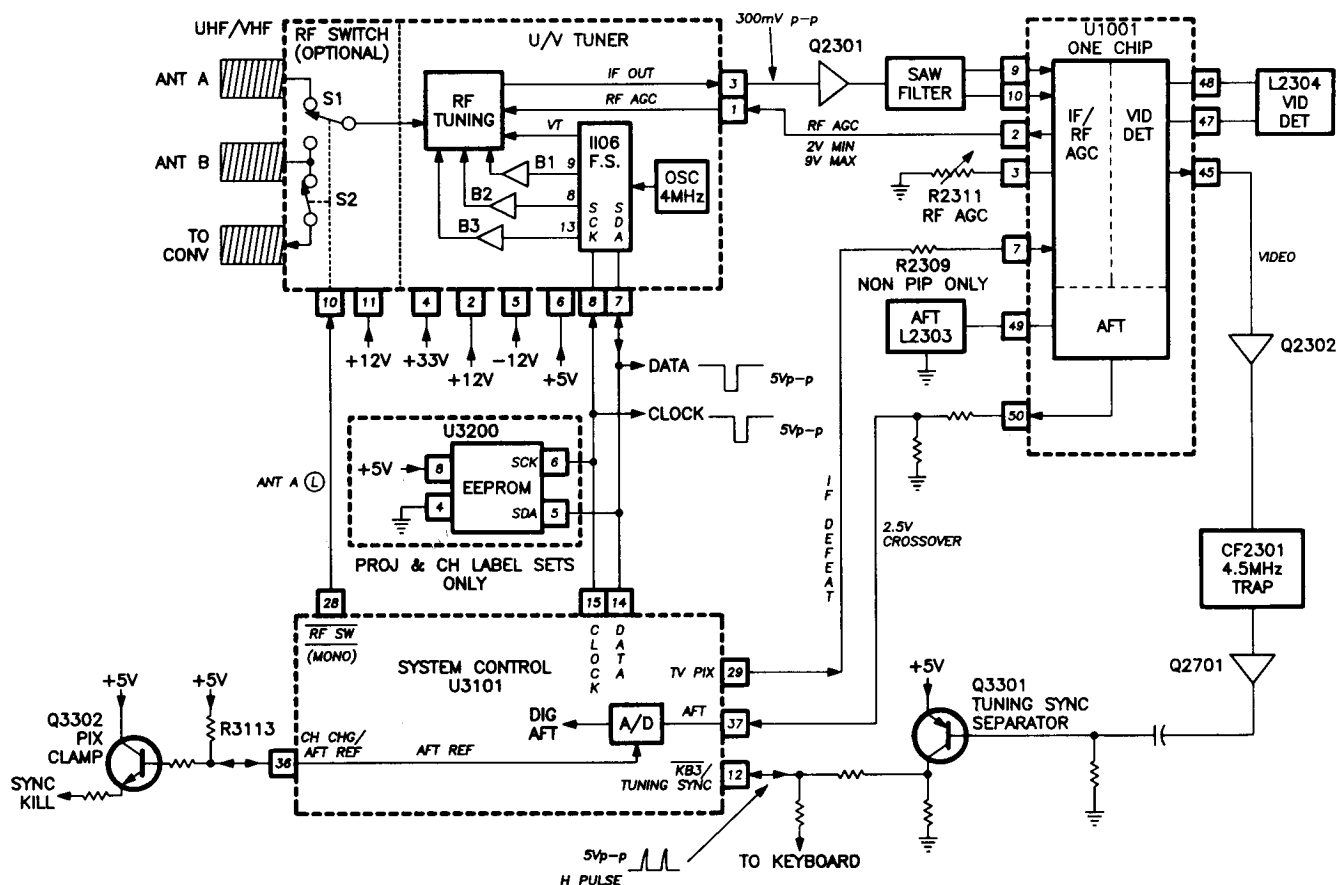 UHF/VHF
RF SWITCH
(OPTIONAL)
U/V TUNER
300mV p-p
Q2301
U1001
ONE CHIP
ANT A
S1
ANT B
S2
TO
CONV
RF
TUNING
IF OUT
3
RF AGC
1
VT
1106
F.S.
B1
9
B2
8
B3
13
SCK
SDA
OSC
4MHz
SAW
FILTER
9
10
RF AGC
2
2V MIN
9V MAX
3
R2311
RF AGC
IF/
RF
AGC
VID
DET
48
47
L2304
VID
DET
45
VIDEO
7
R2309
NON PIP ONLY
AFT
L2303
49
AFT
50
Q2302
10
11
4
2
5
6
8
7
+12V
+33V
+12V
-12V
+5V
DATA
5Vp-p
CLOCK
5Vp-p
U3200
+5V
8
SCK
6
EEPROM
4
SDA
5
PROJ & CH LABEL SETS
ONLY
ANT A L
IF DEFEAT
2.5V
CROSSOVER
CF2301
4.5MHz
TRAP
Q2701
28
15
14
RF SW
(MONO)
CLOCK
DATA
SYSTEM CONTROL
U3101
TV PIX
29
DIG
AFT
A/D
AFT
37
CH CHG/
AFT REF
36
AFT REF
KB3/
TUNING SYNC
12
+5V
+5V
Q3302
PIX
CLAMP
R3113
SYNC
KILL
+5V
Q3301
TUNING SYNC
SEPARATOR
5Vp-p
H PULSE
TO KEYBOARD